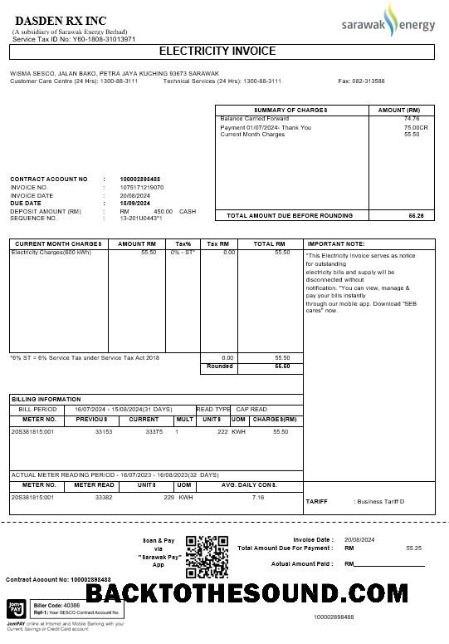 DASDEN RX INC
(A subsidiary of Sarawak Energy Berhad)
Service Tax ID No: Y60-1808-31013971
sarawak energy
ELECTRICITY INVOICE
WISMA SESCO, JALAN BAKO, PETRA JAYA KUCHING 93673 SARAWAK
Customer Care Centre (24 Hrs): 1300-88-3111 Technical Services (24 Hrs): 1300-88-3111 Fax: 082-313588
SUMMARY OF CHARGES AMOUNT (RM)
Balance Carried Forward 74.76
Payment 01/07/2024- Thank You 75.00CR
Current Month Charges 55.50
CONTRACT ACCOUNT NO : 100002898488
INVOICE NO. : 1075171219070
INVOICE DATE : 20/08/2024
DUE DATE : 18/09/2024
DEPOSIT AMOUNT (RM) : RM 450.00 CASH
SEQUENCE NO. : 13-201U0443*1
TOTAL AMOUNT DUE BEFORE ROUNDING 55.26
CURRENT MONTH CHARGES AMOUNT RM Tax% Tax RM TOTAL RM IMPORTANT NOTE:
Electricity Charges(600 kWh) 55.50 0% - ST* 0.00 55.50
"This Electricity Invoice serves as notice
for outstanding
electricity bills and supply will be
disconnected without
notification. "You can view, manage &
pay your bills instantly
through our mobile app. Download "SEB
cares" now.
*6% ST = 6% Service Tax under Service Tax Act 2018 0.00 55.50
Rounded 55.50
BILLING INFORMATION
BILL PERIOD 16/07/2024 - 15/08/2024(31 DAYS) READ TYPE CAP READ
METER NO. PREVIOUS CURRENT MULT UNITS UOM CHARGES(RM)
20S381815:001 33153 33375 1 222 KWH 55.50
ACTUAL METER READING PERIOD - 16/07/2023 - 16/08/2023(32 DAYS)
METER NO. METER READ UNITS UOM AVG. DAILY CONS.
20S381815:001 33382 229 KWH 7.16
TARIFF : Business Tariff D
Scan & Pay
via
"Sarawak Pay"
App
Invoice Date : 20/08/2024
Total Amount Due For Payment : RM 55.25
Actual Amount Paid : RM
Contract Account No: 100002898488
BACKTOTHESOUND.COM
Biller Code: 40386
Ref-1: Your SESCO Contract Account No.
100002898488
JomPAY online at Internet and Mobile Banking with your
Current, Savings or Credit Card account